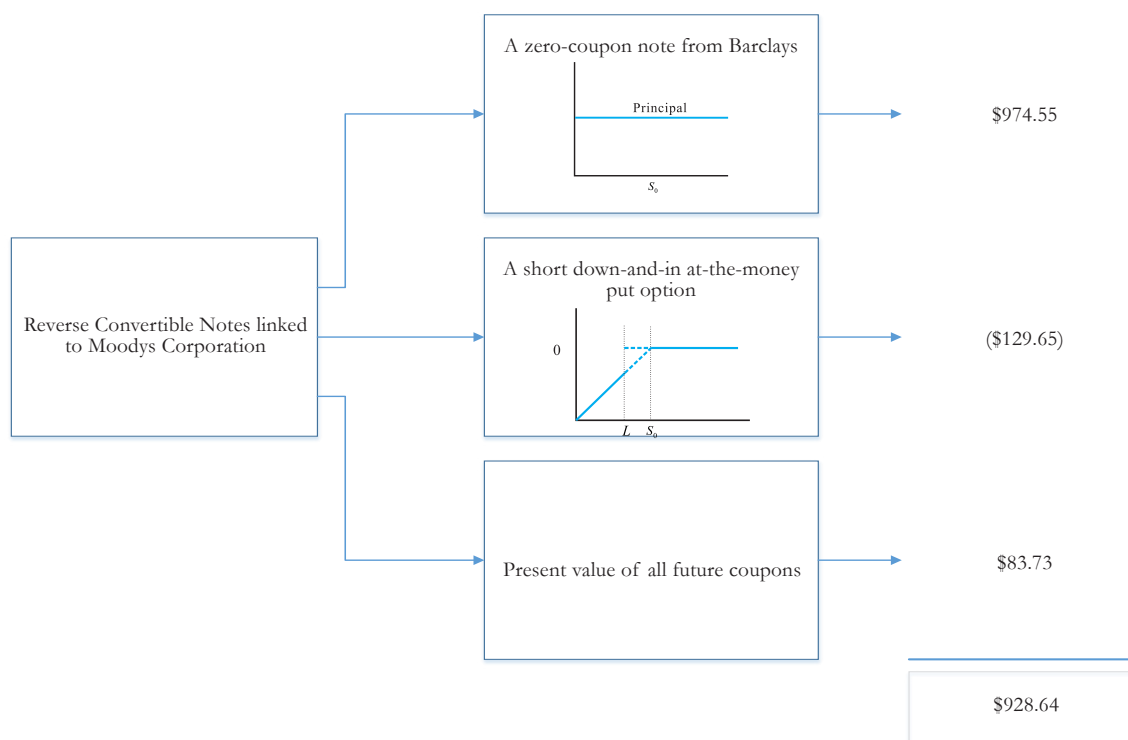 A zero-coupon note from Barclays
Principal
S₀
$974.55
Reverse Convertible Notes linked
to Moodys Corporation
A short down-and-in at-the-money
put option
0
L S₀
($129.65)
Present value of all future coupons
$83.73
$928.64